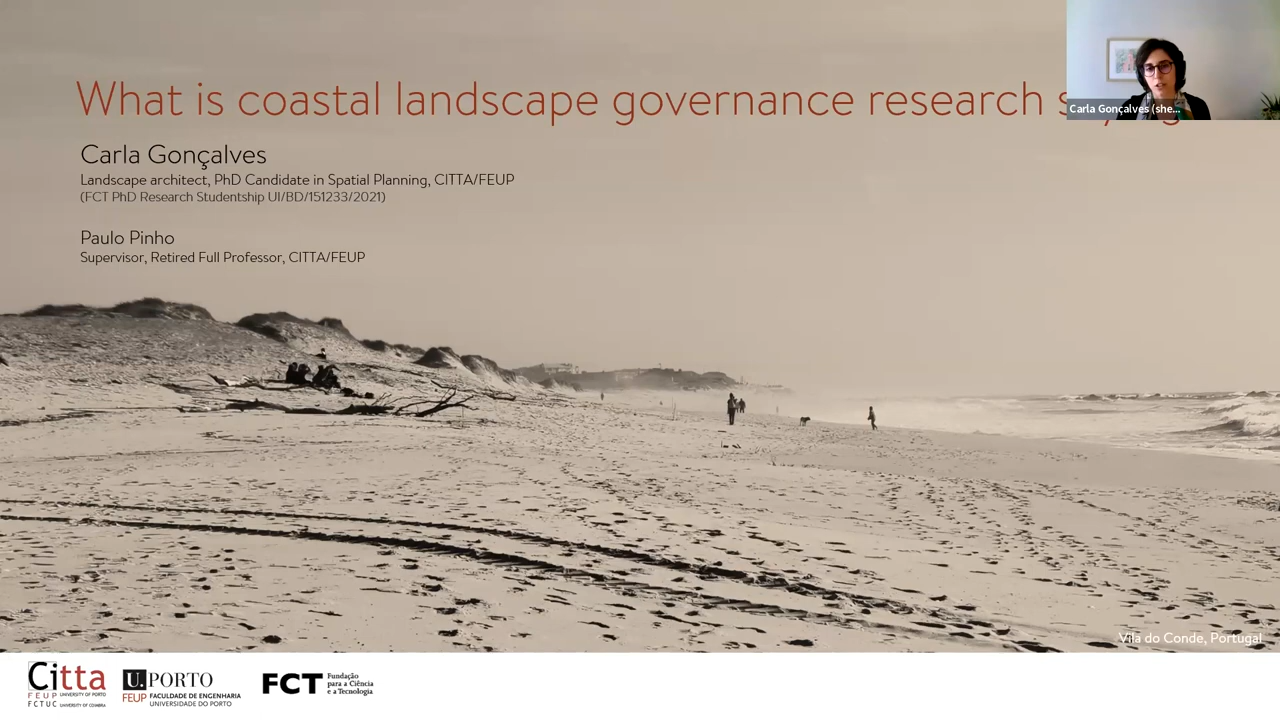 What is coastal landscape governance research
Carla Gonçalves (she...
Carla Gonçalves
Landscape architect, PhD Candidate in Spatial Planning, CITTA/FEUP
(FCT PhD Research Studentship UI/BD/151233/2021)
Paulo Pinho
Supervisor, Retired Full Professor, CITTA/FEUP
Vila do Conde, Portugal
Citta
FEUP UNIVERSITY OF PORTO
FCTUC UNIVERSITY OF COIMBRA
U.PORTO
FEUP FACULDADE DE ENGENHARIA
UNIVERSIDADE DO PORTO
FCT
Fundação
para a Ciência
e a Tecnologia